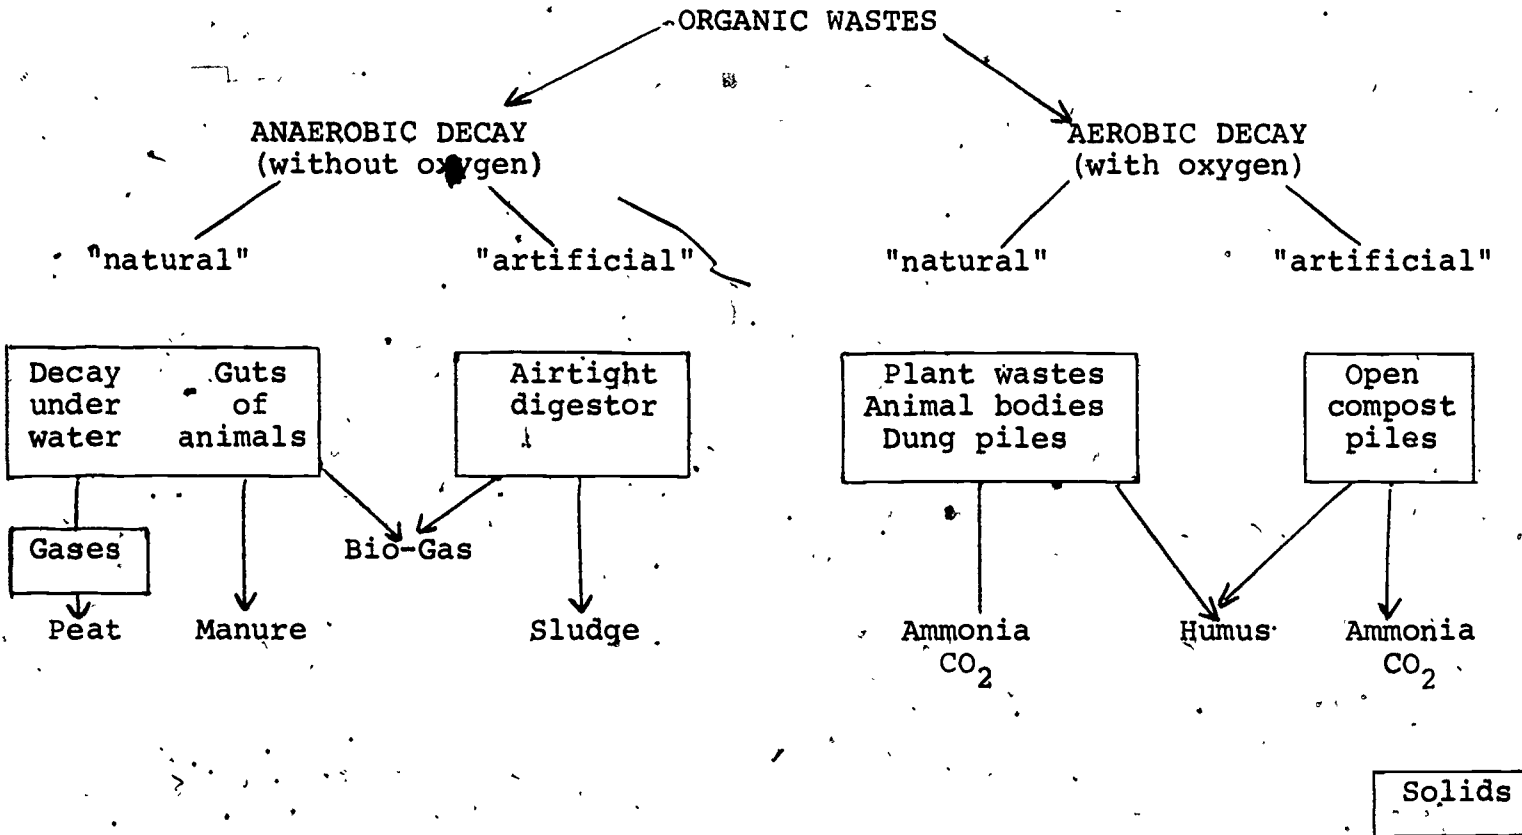 ORGANIC WASTES
ANAEROBIC DECAY
(without oxygen)
AEROBIC DECAY
(with oxygen)
"natural"
"artificial"
"natural"
"artificial"
Decay
under
water
Guts
of
animals
Airtight
digestor
Plant wastes
Animal bodies
Dung piles
Open
compost
piles
Gases
Bio-Gas
Peat
Manure
Sludge
Ammonia
CO2
Humus
Ammonia
CO2
Solids